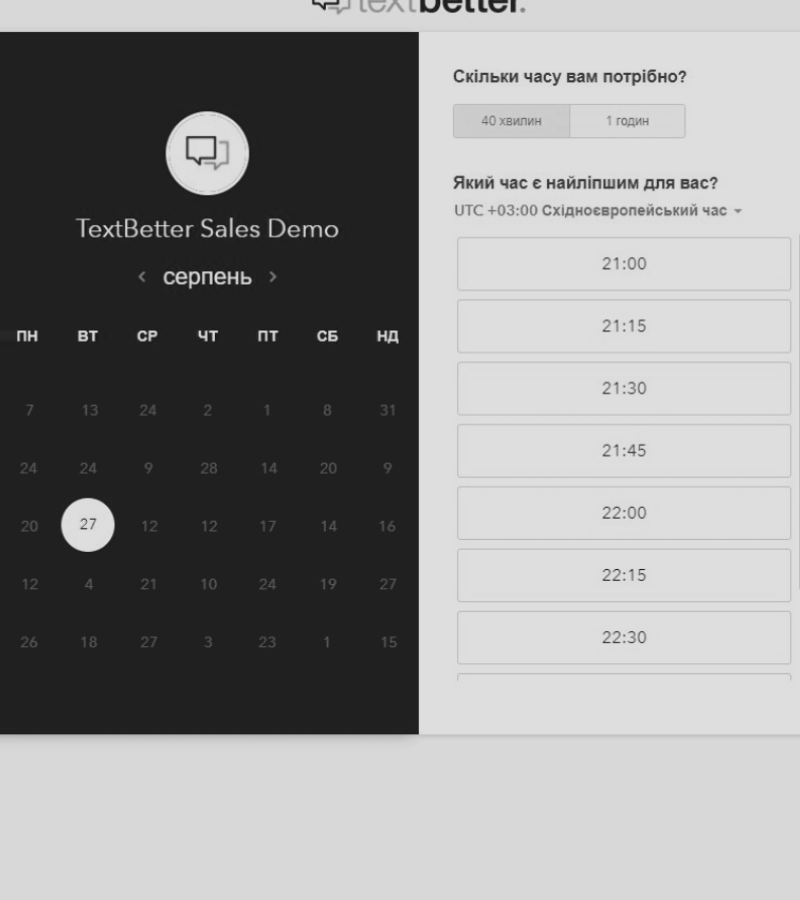 textbetter.
TextBetter Sales Demo
серпень
ПН ВТ СР ЧТ ПТ СБ НД
7 13 24 2 1 8 31
24 24 9 28 14 20 9
20 27 12 12 17 14 16
12 4 21 10 24 19 27
26 18 27 3 23 1 15
Скільки часу вам потрібно?
40 хвилин 1 годин
Який час є найліпшим для вас?
UTC +03:00 Східноєвропейський час
21:00
21:15
21:30
21:45
22:00
22:15
22:30